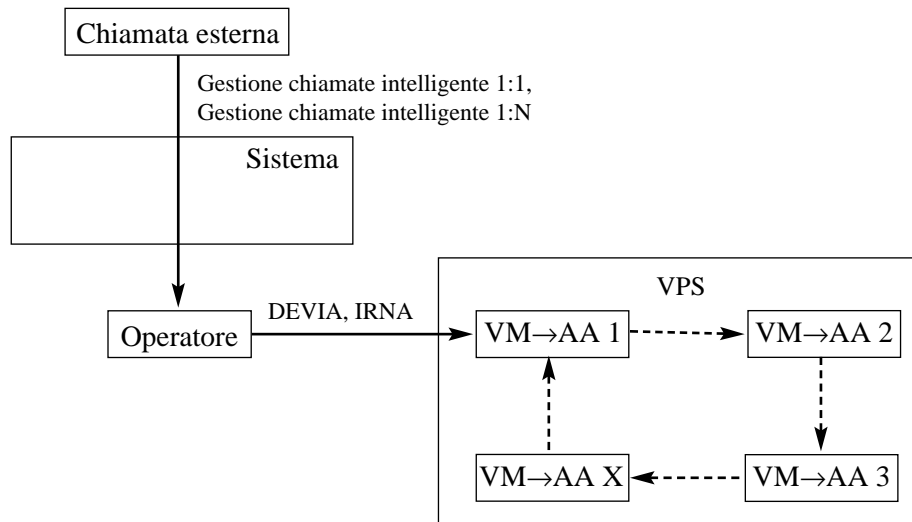 Chiamata esterna
Gestione chiamate intelligente 1:1,
Gestione chiamate intelligente 1:N
Sistema
VPS
DEVIA, IRNA
Operatore
VM→AA 1
VM→AA 2
VM→AA X
VM→AA 3